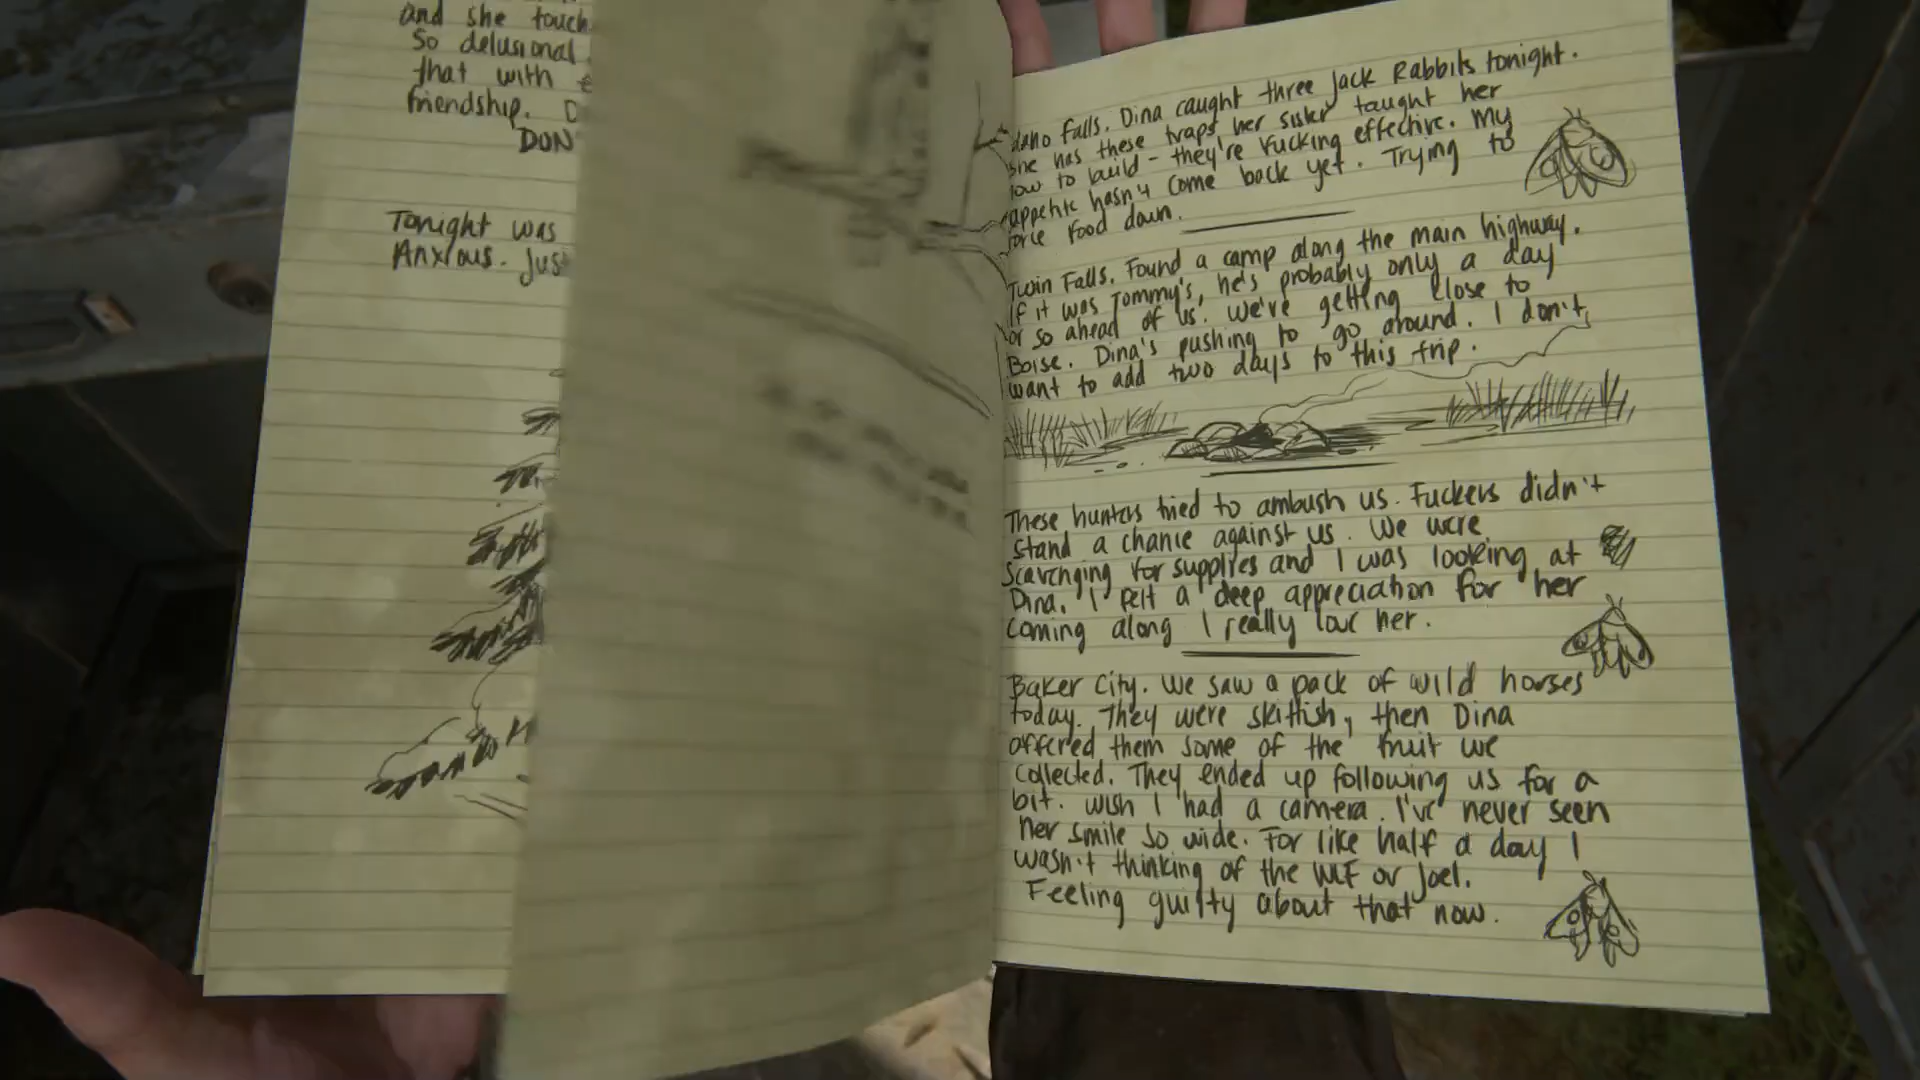 and she touch
So delusional
that with
friendship. D
DON'
Tonight was
Anxious. Jus
daho Falls. Dina caught three Jack Rabbits tonight.
she has these traps her sister taught her
how to build - they're fucking effective. My
appetite hasn't come back yet. Trying to
force food down.
Twin Falls. Found a camp along the main highway.
If it was Tommy's, he's probably only a day
or so ahead of us. We're getting close to
Boise. Dina's pushing to go around. I don't
want to add two days to this trip.
These hunters tried to ambush us. Fuckers didn't
stand a chance against us. We were
scavenging for supplies and I was looking at
Dina. I felt a deep appreciation for her
coming along I really love her.
Baker City. We saw a pack of wild horses
today. They were skittish, then Dina
offered them some of the fruit we
collected. They ended up following us for a
bit. Wish I had a camera. I've never seen
her smile so wide. For like half a day I
wasn't thinking of the WLF or Joel.
Feeling guilty about that now.